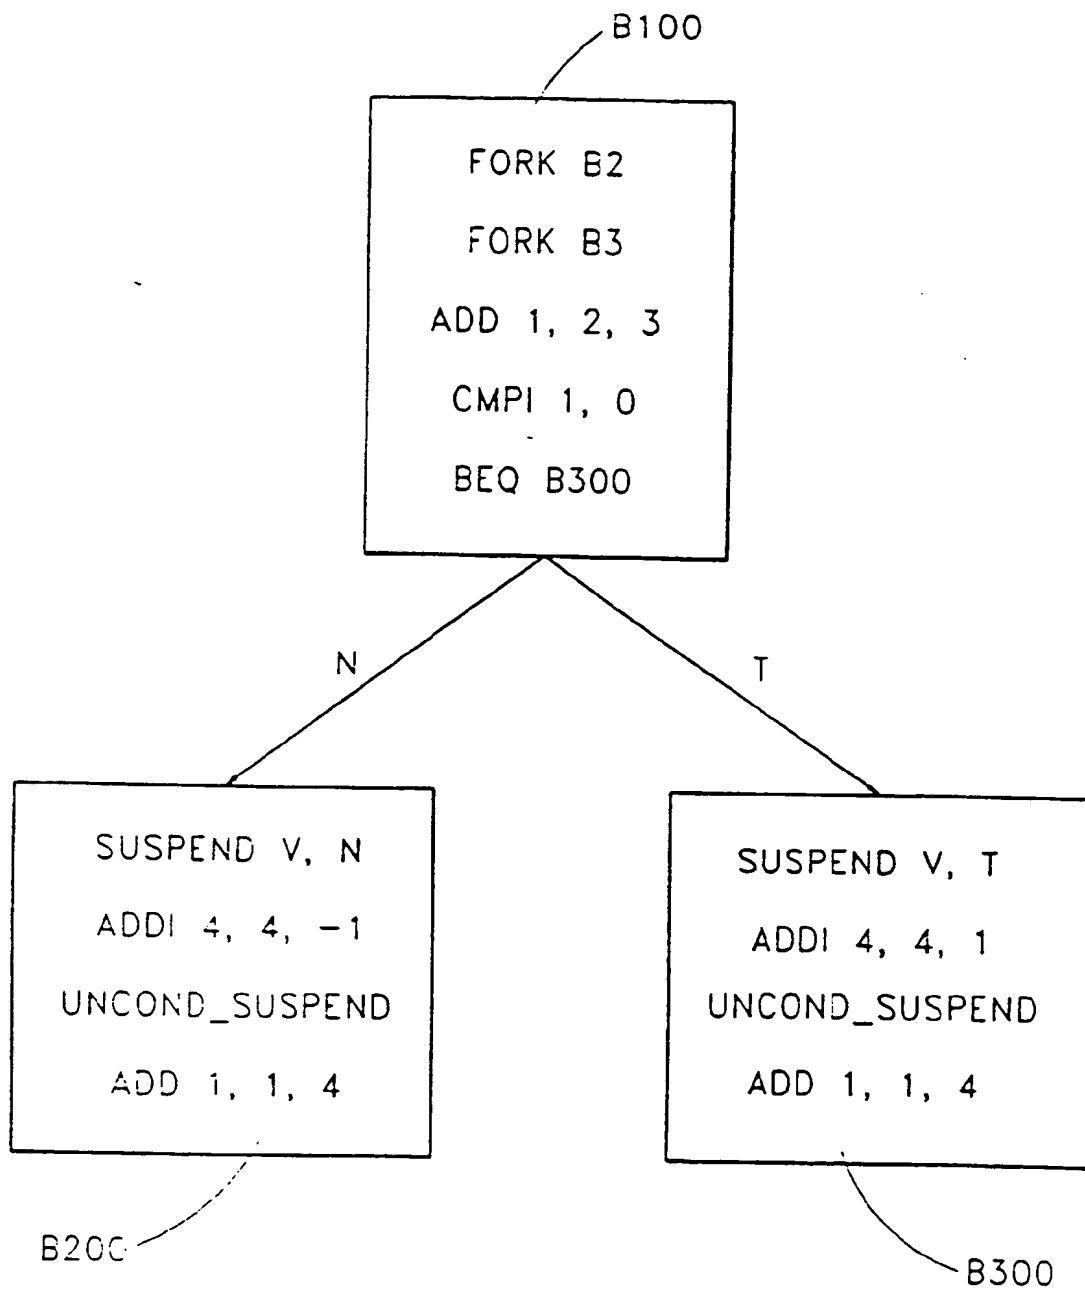 B100
FORK B2
FORK B3
ADD 1, 2, 3
CMPI 1, 0
BEQ B300
N
T
SUSPEND V, N
ADDI 4, 4, -1
UNCOND_SUSPEND
ADD 1, 1, 4
SUSPEND V, T
ADDI 4, 4, 1
UNCOND_SUSPEND
ADD 1, 1, 4
B200
B300